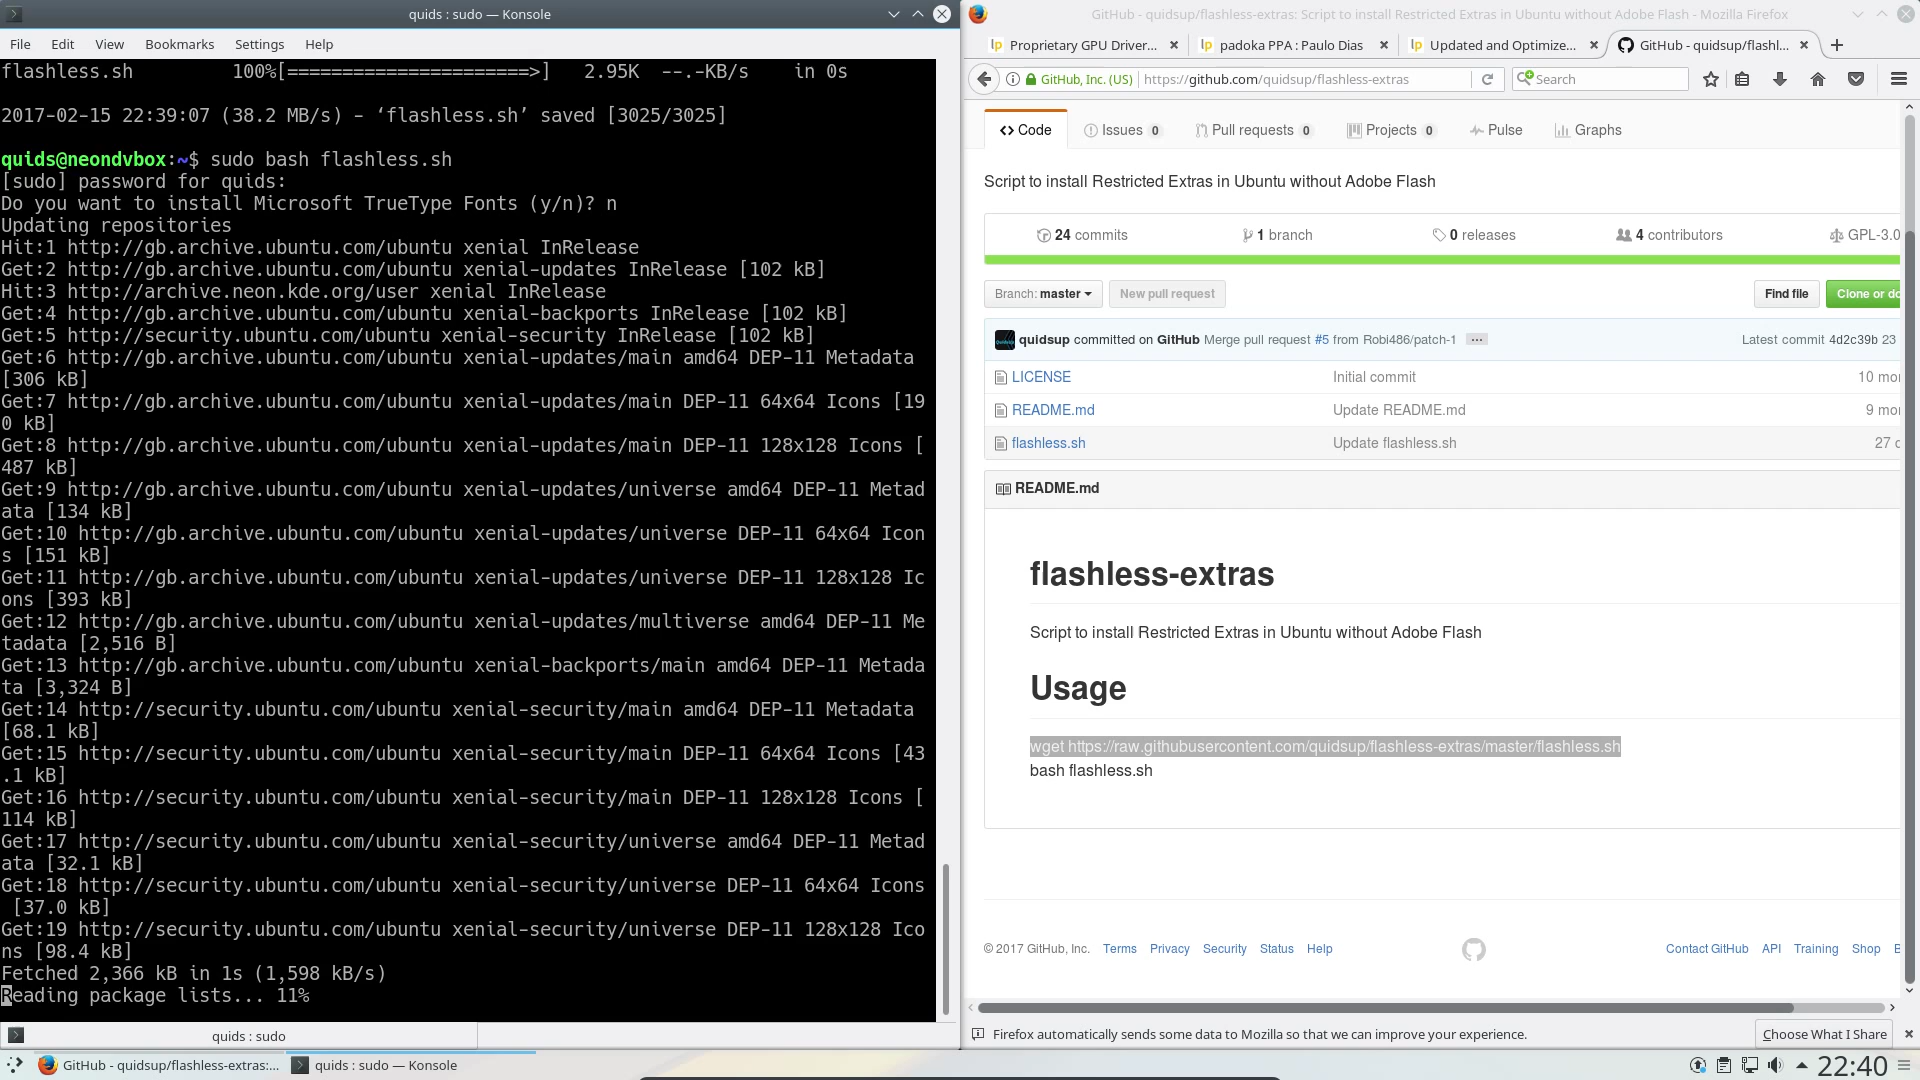 quids : sudo — Konsole
File Edit View Bookmarks Settings Help
flashless.sh 100%[======================>] 2.95K --.-KB/s in 0s
2017-02-15 22:39:07 (38.2 MB/s) - ‘flashless.sh’ saved [3025/3025]
quids@neondvbox:~$ sudo bash flashless.sh
[sudo] password for quids:
Do you want to install Microsoft TrueType Fonts (y/n)? n
Updating repositories
Hit:1 http://gb.archive.ubuntu.com/ubuntu xenial InRelease
Get:2 http://gb.archive.ubuntu.com/ubuntu xenial-updates InRelease [102 kB]
Hit:3 http://archive.neon.kde.org/user xenial InRelease
Get:4 http://gb.archive.ubuntu.com/ubuntu xenial-backports InRelease [102 kB]
Get:5 http://security.ubuntu.com/ubuntu xenial-security InRelease [102 kB]
Get:6 http://gb.archive.ubuntu.com/ubuntu xenial-updates/main amd64 DEP-11 Metadata
[306 kB]
Get:7 http://gb.archive.ubuntu.com/ubuntu xenial-updates/main DEP-11 64x64 Icons [19
0 kB]
Get:8 http://gb.archive.ubuntu.com/ubuntu xenial-updates/main DEP-11 128x128 Icons [
487 kB]
Get:9 http://gb.archive.ubuntu.com/ubuntu xenial-updates/universe amd64 DEP-11 Metad
ata [134 kB]
Get:10 http://gb.archive.ubuntu.com/ubuntu xenial-updates/universe DEP-11 64x64 Icon
s [151 kB]
Get:11 http://gb.archive.ubuntu.com/ubuntu xenial-updates/universe DEP-11 128x128 Ic
ons [393 kB]
Get:12 http://gb.archive.ubuntu.com/ubuntu xenial-updates/multiverse amd64 DEP-11 Me
tadata [2,516 B]
Get:13 http://gb.archive.ubuntu.com/ubuntu xenial-backports/main amd64 DEP-11 Metada
ta [3,324 B]
Get:14 http://security.ubuntu.com/ubuntu xenial-security/main amd64 DEP-11 Metadata
[68.1 kB]
Get:15 http://security.ubuntu.com/ubuntu xenial-security/main DEP-11 64x64 Icons [43
.1 kB]
Get:16 http://security.ubuntu.com/ubuntu xenial-security/main DEP-11 128x128 Icons [
114 kB]
Get:17 http://security.ubuntu.com/ubuntu xenial-security/universe amd64 DEP-11 Metad
ata [32.1 kB]
Get:18 http://security.ubuntu.com/ubuntu xenial-security/universe DEP-11 64x64 Icons
[37.0 kB]
Get:19 http://security.ubuntu.com/ubuntu xenial-security/universe DEP-11 128x128 Ico
ns [98.4 kB]
Fetched 2,366 kB in 1s (1,598 kB/s)
Reading package lists... 11%
quids : sudo
GitHub - quidsup/flashless-extras: Script to install Restricted Extras in Ubuntu without Adobe Flash - Mozilla Firefox
lp Proprietary GPU Driver... lp padoka PPA : Paulo Dias lp Updated and Optimize... GitHub - quidsup/flashl...
GitHub, Inc. (US) https://github.com/quidsup/flashless-extras Search
Code Issues 0 Pull requests 0 Projects 0 Pulse Graphs
Script to install Restricted Extras in Ubuntu without Adobe Flash
24 commits 1 branch 0 releases 4 contributors GPL-3.0
Branch: master New pull request Find file Clone or do
quidsup committed on GitHub Merge pull request #5 from Robi486/patch-1 ... Latest commit 4d2c39b 23
LICENSE Initial commit 10 mo
README.md Update README.md 9 mo
flashless.sh Update flashless.sh 27 d
README.md
flashless-extras
Script to install Restricted Extras in Ubuntu without Adobe Flash
Usage
wget https://raw.githubusercontent.com/quidsup/flashless-extras/master/flashless.sh
bash flashless.sh
© 2017 GitHub, Inc. Terms Privacy Security Status Help Contact GitHub API Training Shop B
Firefox automatically sends some data to Mozilla so that we can improve your experience. Choose What I Share
GitHub - quidsup/flashless-extras:... quids : sudo — Konsole 22:40